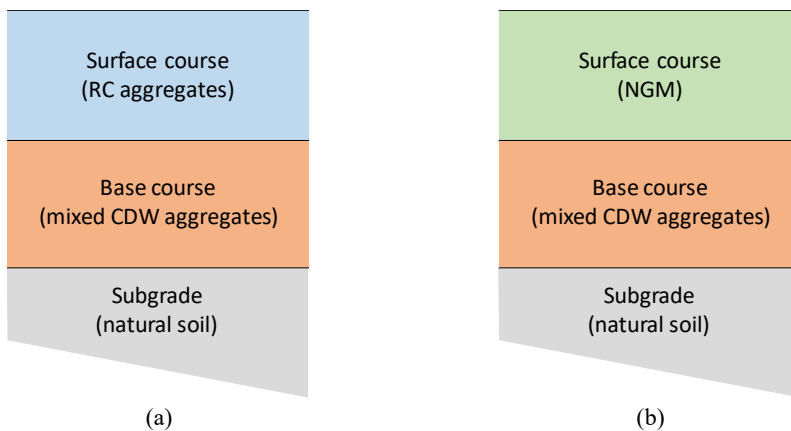 Surface course
(RC aggregates)
Base course
(mixed CDW aggregates)
Subgrade
(natural soil)
(a)
Surface course
(NGM)
Base course
(mixed CDW aggregates)
Subgrade
(natural soil)
(b)